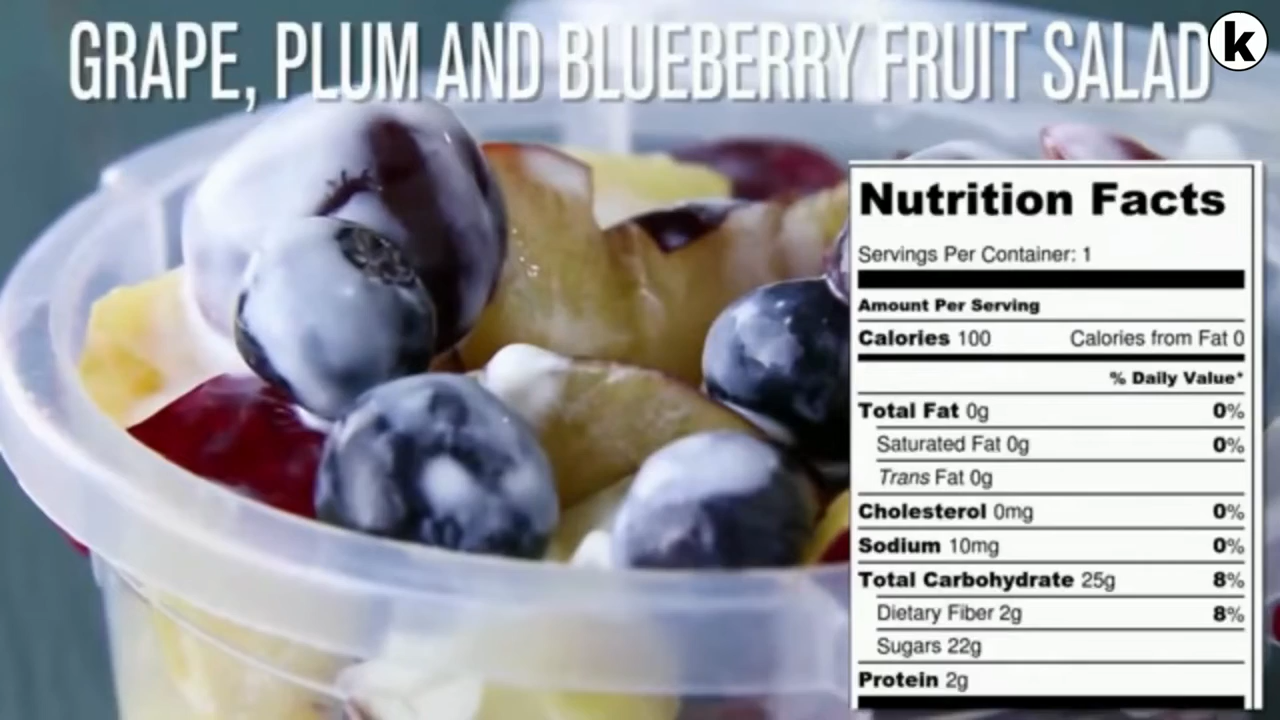 GRAPE, PLUM AND BLUEBERRY FRUIT SALAD
k
Nutrition Facts
Servings Per Container: 1
Amount Per Serving
Calories 100 Calories from Fat 0
% Daily Value*
Total Fat 0g 0%
Saturated Fat 0g 0%
Trans Fat 0g
Cholesterol 0mg 0%
Sodium 10mg 0%
Total Carbohydrate 25g 8%
Dietary Fiber 2g 8%
Sugars 22g
Protein 2g